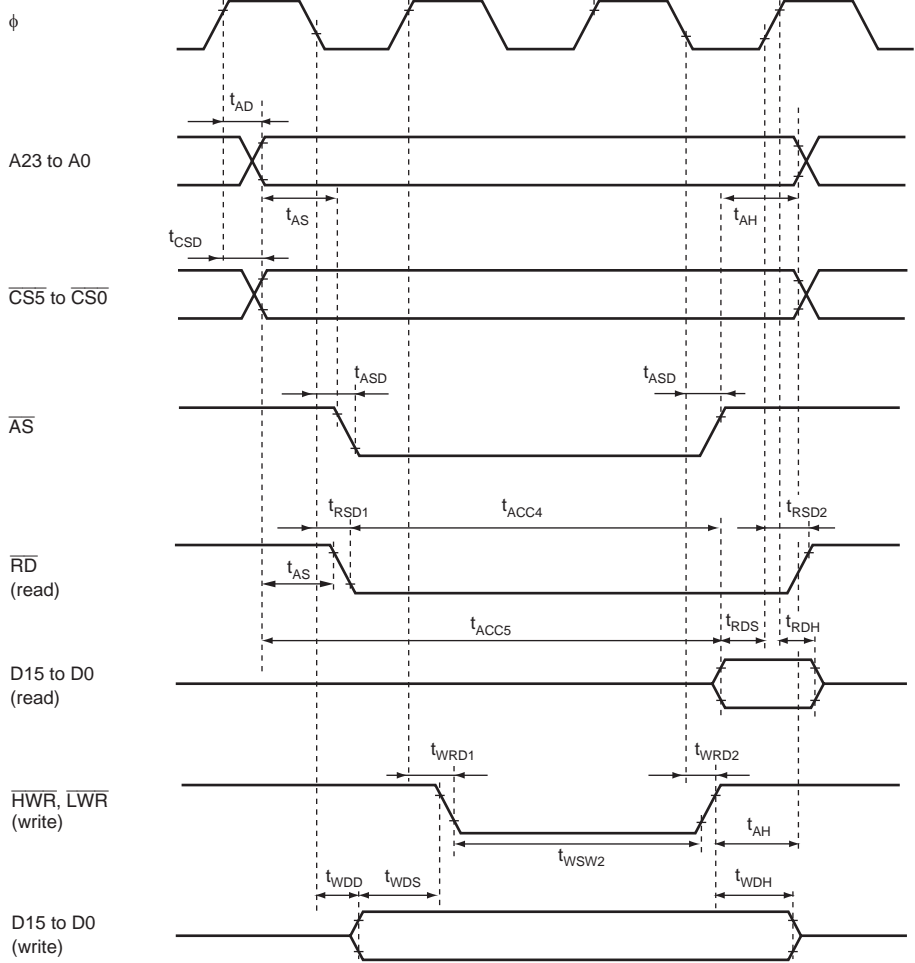 ϕ
tAD
A23 to A0
tAS
tAH
tCSD
CS5 to CS0
tASD
tASD
AS
tRSD1
tACC4
tRSD2
RD
(read)
tAS
tACC5
tRDS
tRDH
D15 to D0
(read)
tWRD1
tWRD2
HWR, LWR
(write)
tAH
tWSW2
tWDD
tWDS
tWDH
D15 to D0
(write)